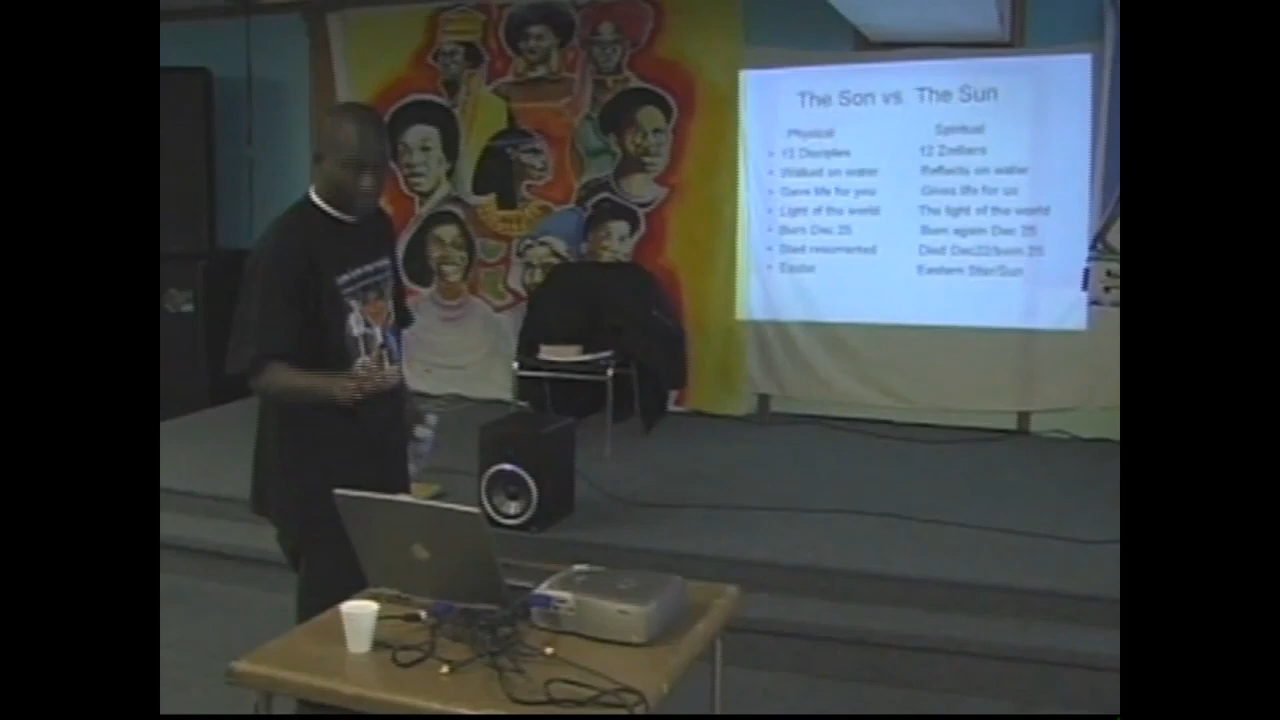 The Son vs The Sun
Physical Spiritual
• 12 Disciples 12 Zodiacs
• Walked on water Reflects on water
• Gave life for you Gives life for us
• Light of the world The light of the world
• Born Dec 25 Born again Dec 25
• Died resurrected Died Dec22/born 25
• Easter Eastern Star/Sun